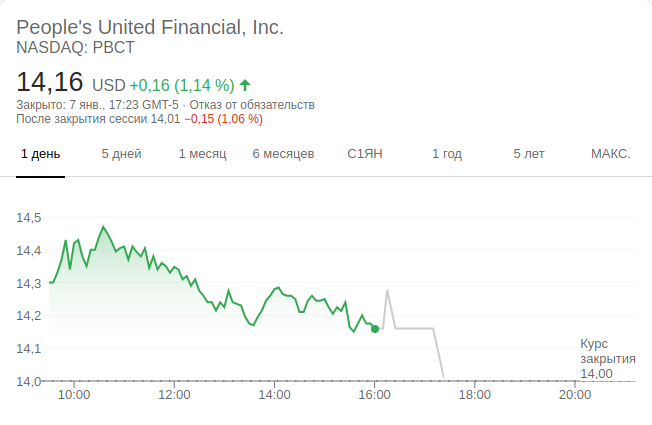 People's United Financial, Inc.
NASDAQ: PBCT
14,16 USD +0,16 (1,14 %)
Закрыто: 7 янв., 17:23 GMT-5 · Отказ от обязательств
После закрытия сессии 14,01 −0,15 (1,06 %)
1 день 5 дней 1 месяц 6 месяцев С1ЯН 1 год 5 лет МАКС.
14,5
14,4
14,3
14,2
14,1
14,0
Курс
закрытия
14,00
10:00 12:00 14:00 16:00 18:00 20:00